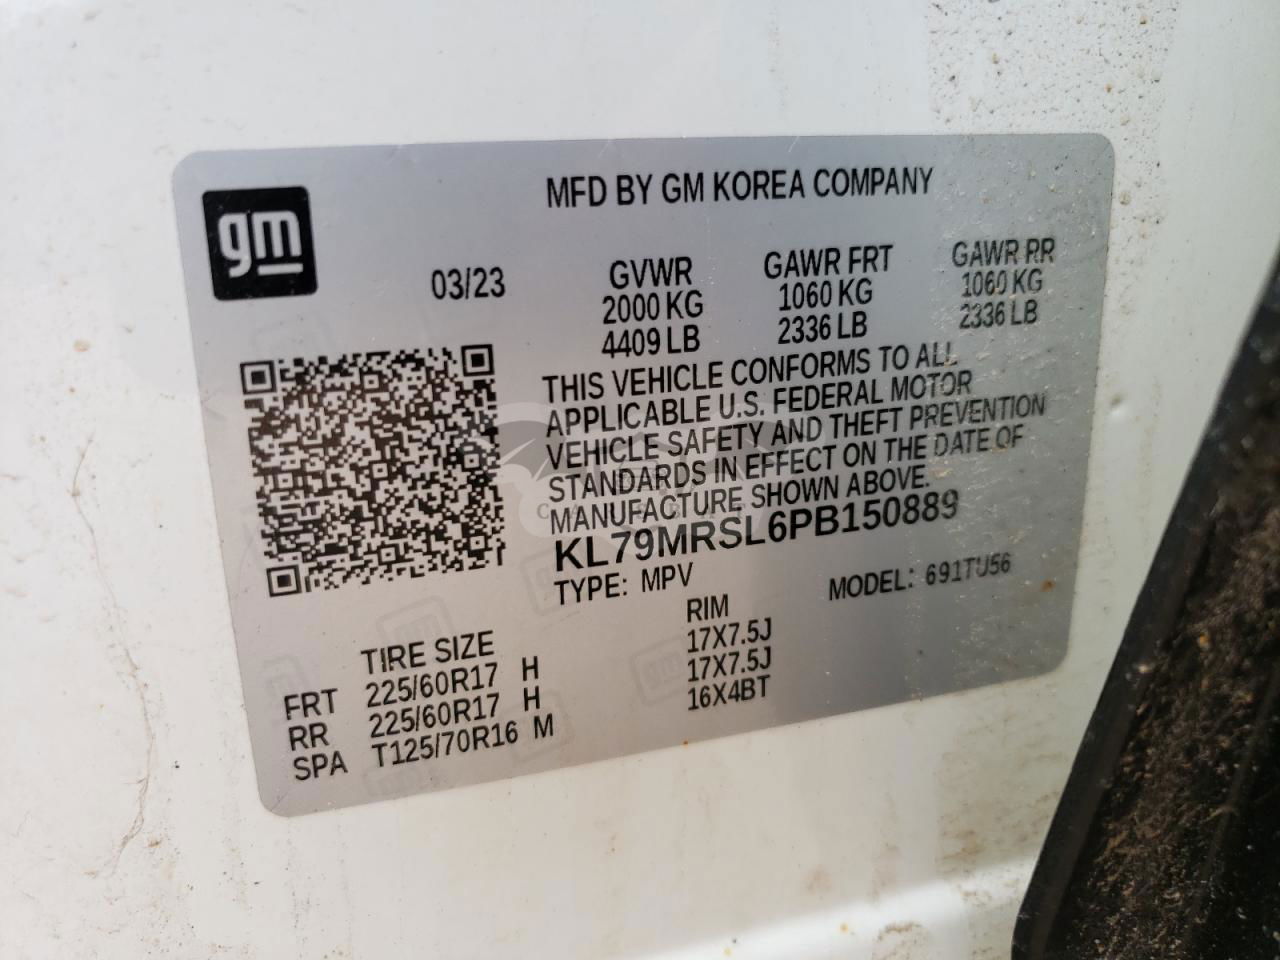 gm
MFD BY GM KOREA COMPANY
03/23
GVWR
2000 KG
4409 LB
GAWR FRT
1060 KG
2336 LB
GAWR RR
1060 KG
2336 LB
THIS VEHICLE CONFORMS TO ALL
APPLICABLE U.S. FEDERAL MOTOR
VEHICLE SAFETY AND THEFT PREVENTION
STANDARDS IN EFFECT ON THE DATE OF
MANUFACTURE SHOWN ABOVE.
KL79MRSL6PB150889
TYPE: MPV MODEL: 691TU56
TIRE SIZE RIM
FRT 225/60R17 H 17X7.5J
RR 225/60R17 H 17X7.5J
SPA T125/70R16 M 16X4BT
gm